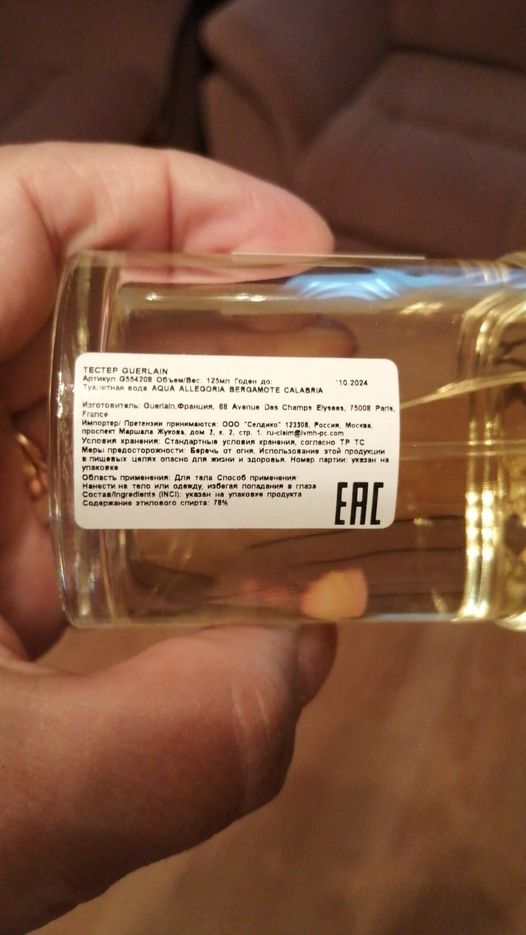 ТЕСТЕР GUERLAIN
Артикул G554208 Объем/Вес: 125мл Годен до: 10.2024
Туалетная вода AQUA ALLEGORIA BERGAMOTE CALABRIA
Изготовитель: Guerlain,Франция, 68 Avenue Des Champs Elysees, 75008 Paris,
France
Импортер/ Претензии принимаются: ООО "Селдико" 123308, Россия, Москва,
проспект Маршала Жукова, дом 2, к. 2, стр. 1. ru-claim@lvmh-pc.com
Условия хранения: Стандартные условия хранения, согласно ТР ТС
Меры предосторожности: Беречь от огня. Использование этой продукции
в пищевых целях опасно для жизни и здоровья. Номер партии: указан на
упаковке
Область применения: Для тела Способ применения:
Нанести на тело или одежду, избегая попадания в глаза
Состав/Ingredients (INCI): указан на упаковке продукта
Содержание этилового спирта: 78%
EAC